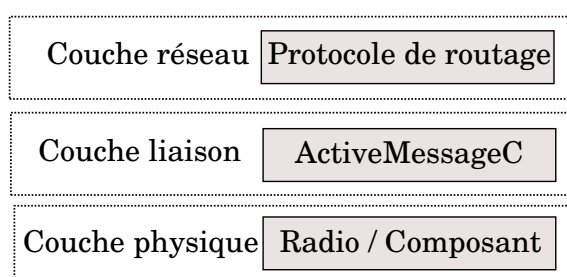 Couche réseau Protocole de routage
Couche liaison ActiveMessageC
Couche physique Radio / Composant